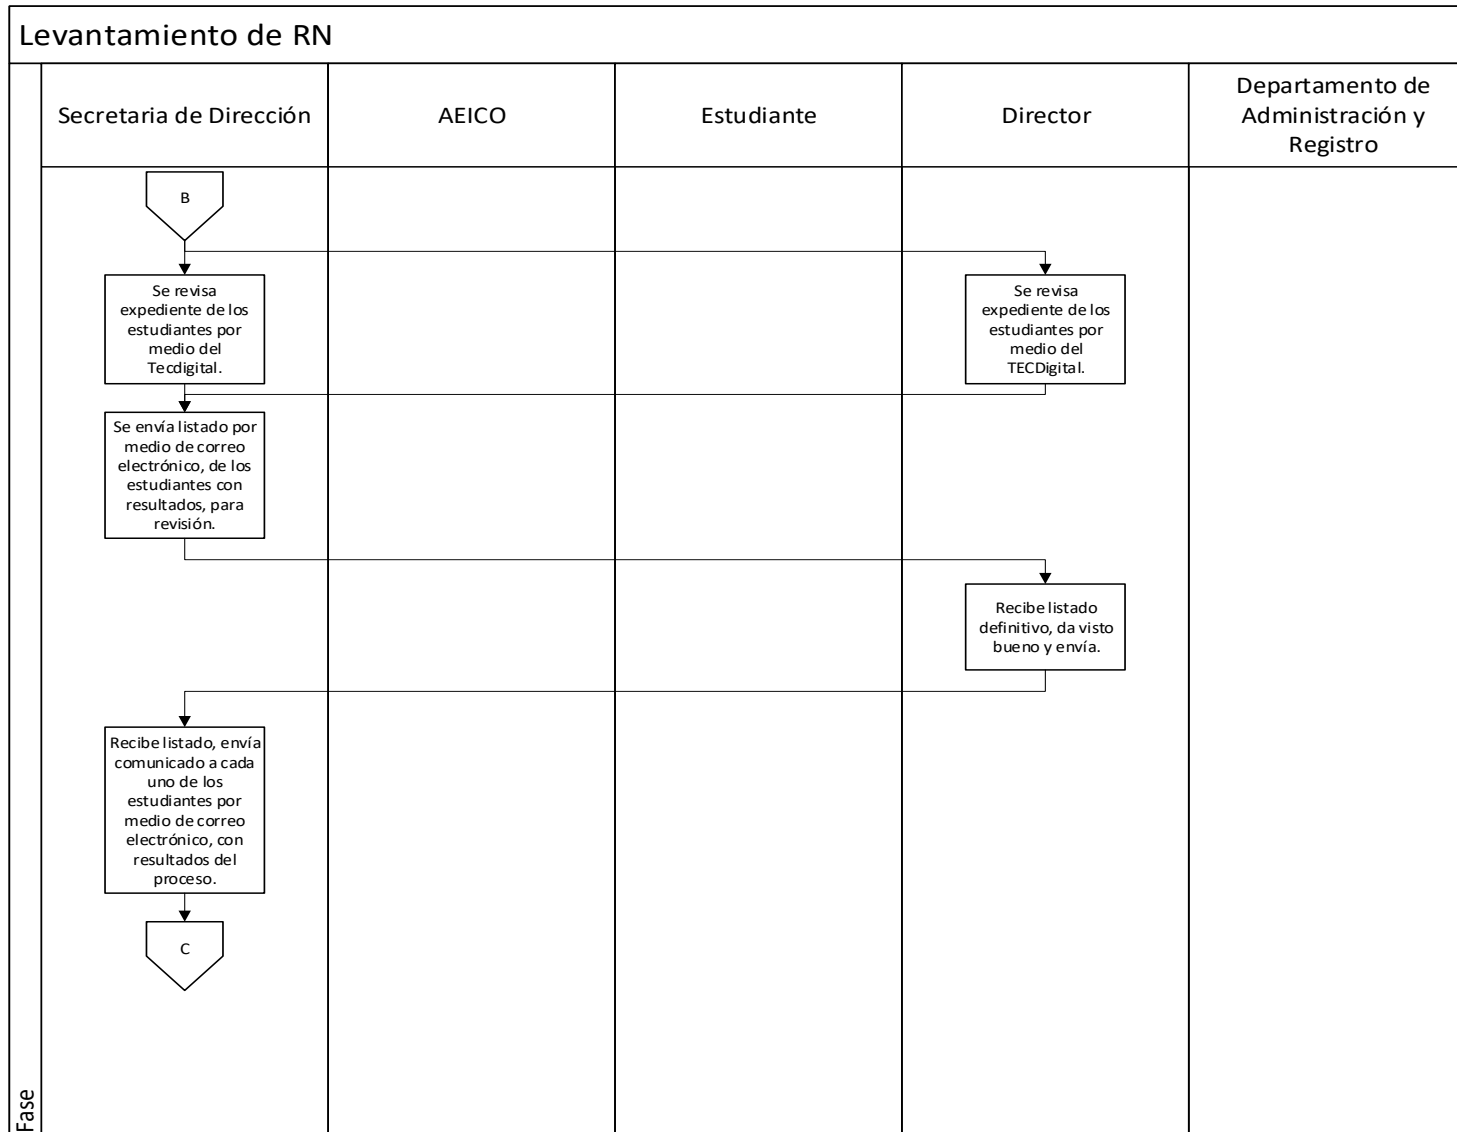 Levantamiento de RN
Secretaria de Dirección
AEICO
Estudiante
Director
Departamento de
Administración y
Registro
B
Se revisa
expediente de los
estudiantes por
medio del
Tecdigital.
Se revisa
expediente de los
estudiantes por
medio del
TECDigital.
Se envía listado por
medio de correo
electrónico, de los
estudiantes con
resultados, para
revisión.
Recibe listado
definitivo, da visto
bueno y envía.
Recibe listado, envía
comunicado a cada
uno de los
estudiantes por
medio de correo
electrónico, con
resultados del
proceso.
C
Fase